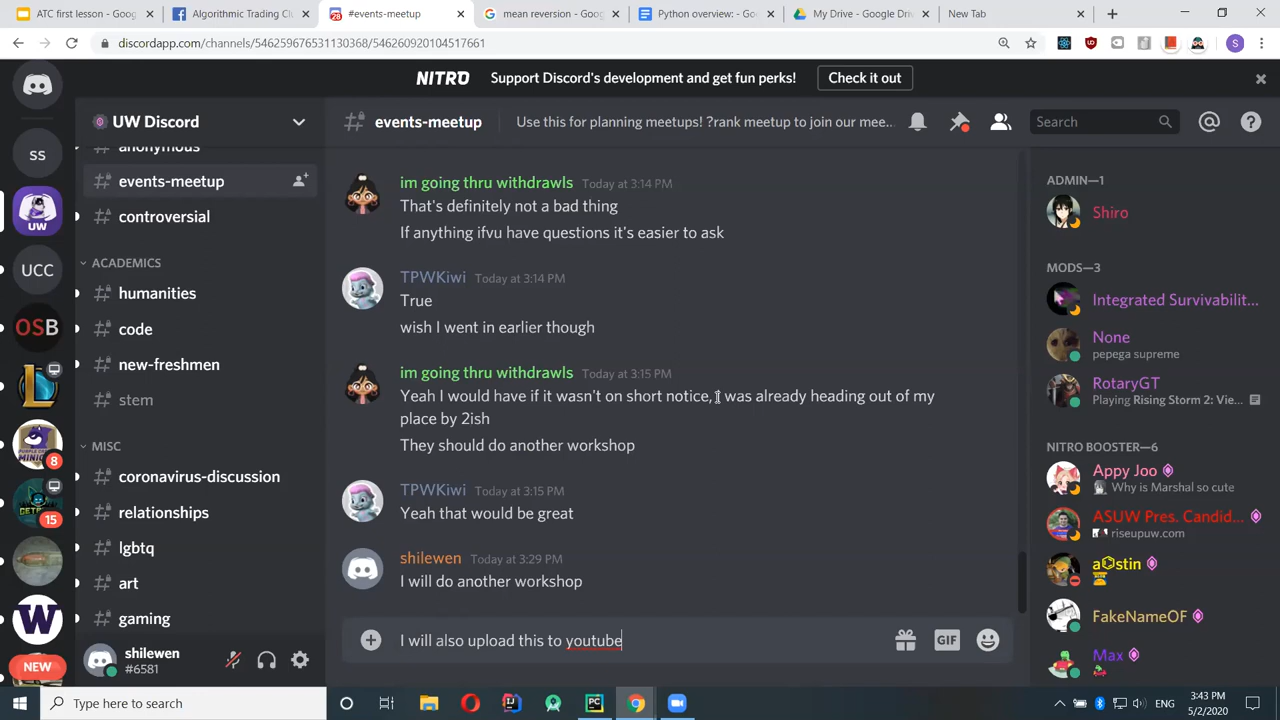 ATC first lesson - Goo
Algorithmic Trading Cl
#events-meetup
mean reversion - Goog
Python overview: - Go
My Drive - Google Driv
New Tab
discordapp.com/channels/546259676531130368/546260920104517661
S
NITRO Support Discord's development and get fun perks! Check it out
UW Discord
events-meetup Use this for planning meetups! ?rank meetup to join our mee...
Search
SS
UW
UCC
OSB
8
15
NEW
anonymous
events-meetup
controversial
ACADEMICS
humanities
code
new-freshmen
stem
MISC
coronavirus-discussion
relationships
lgbtq
art
gaming
shilewen
#6581
im going thru withdrawls Today at 3:14 PM
That's definitely not a bad thing
If anything ifvu have questions it's easier to ask
TPWKiwi Today at 3:14 PM
True
wish I went in earlier though
im going thru withdrawls Today at 3:15 PM
Yeah I would have if it wasn't on short notice, I was already heading out of my
place by 2ish
They should do another workshop
TPWKiwi Today at 3:15 PM
Yeah that would be great
shilewen Today at 3:29 PM
I will do another workshop
I will also upload this to youtube
GIF
ADMIN—1
Shiro
MODS—3
Integrated Survivabilit...
None
pepega supreme
RotaryGT
Playing Rising Storm 2: Vie...
NITRO BOOSTER—6
Appy Joo
Why is Marshal so cute
ASUW Pres. Candid...
riseupuw.com
FakeNameOF
Max
Type here to search
ENG
3:43 PM
5/2/2020